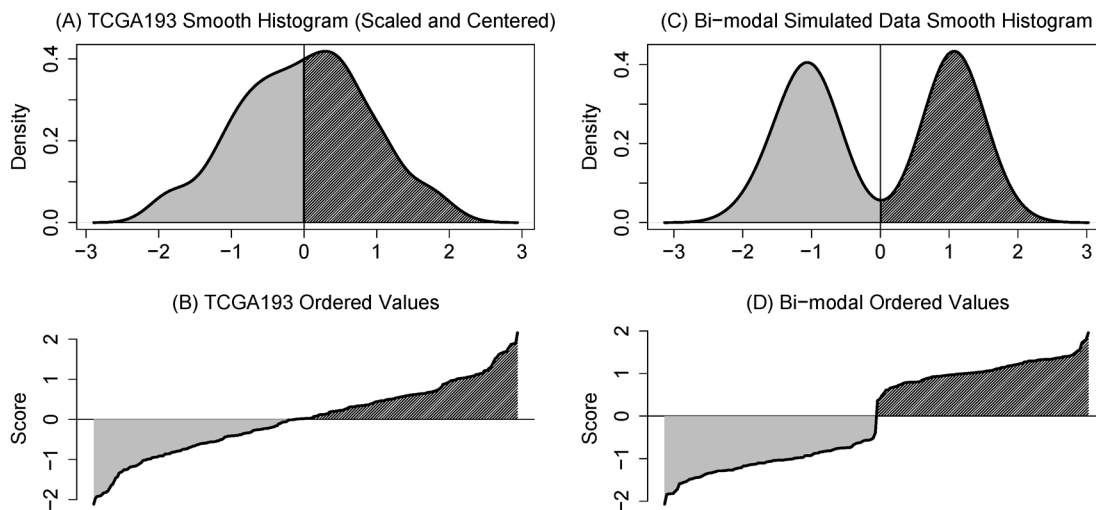 (A) TCGA193 Smooth Histogram (Scaled and Centered)
Density
0.0 0.2 0.4
−3 −2 −1 0 1 2 3
(C) Bi−modal Simulated Data Smooth Histogram
Density
0.0 0.2 0.4
−3 −2 −1 0 1 2 3
(B) TCGA193 Ordered Values
Score
−2 −1 0 1 2
(D) Bi−modal Ordered Values
Score
−2 −1 0 1 2